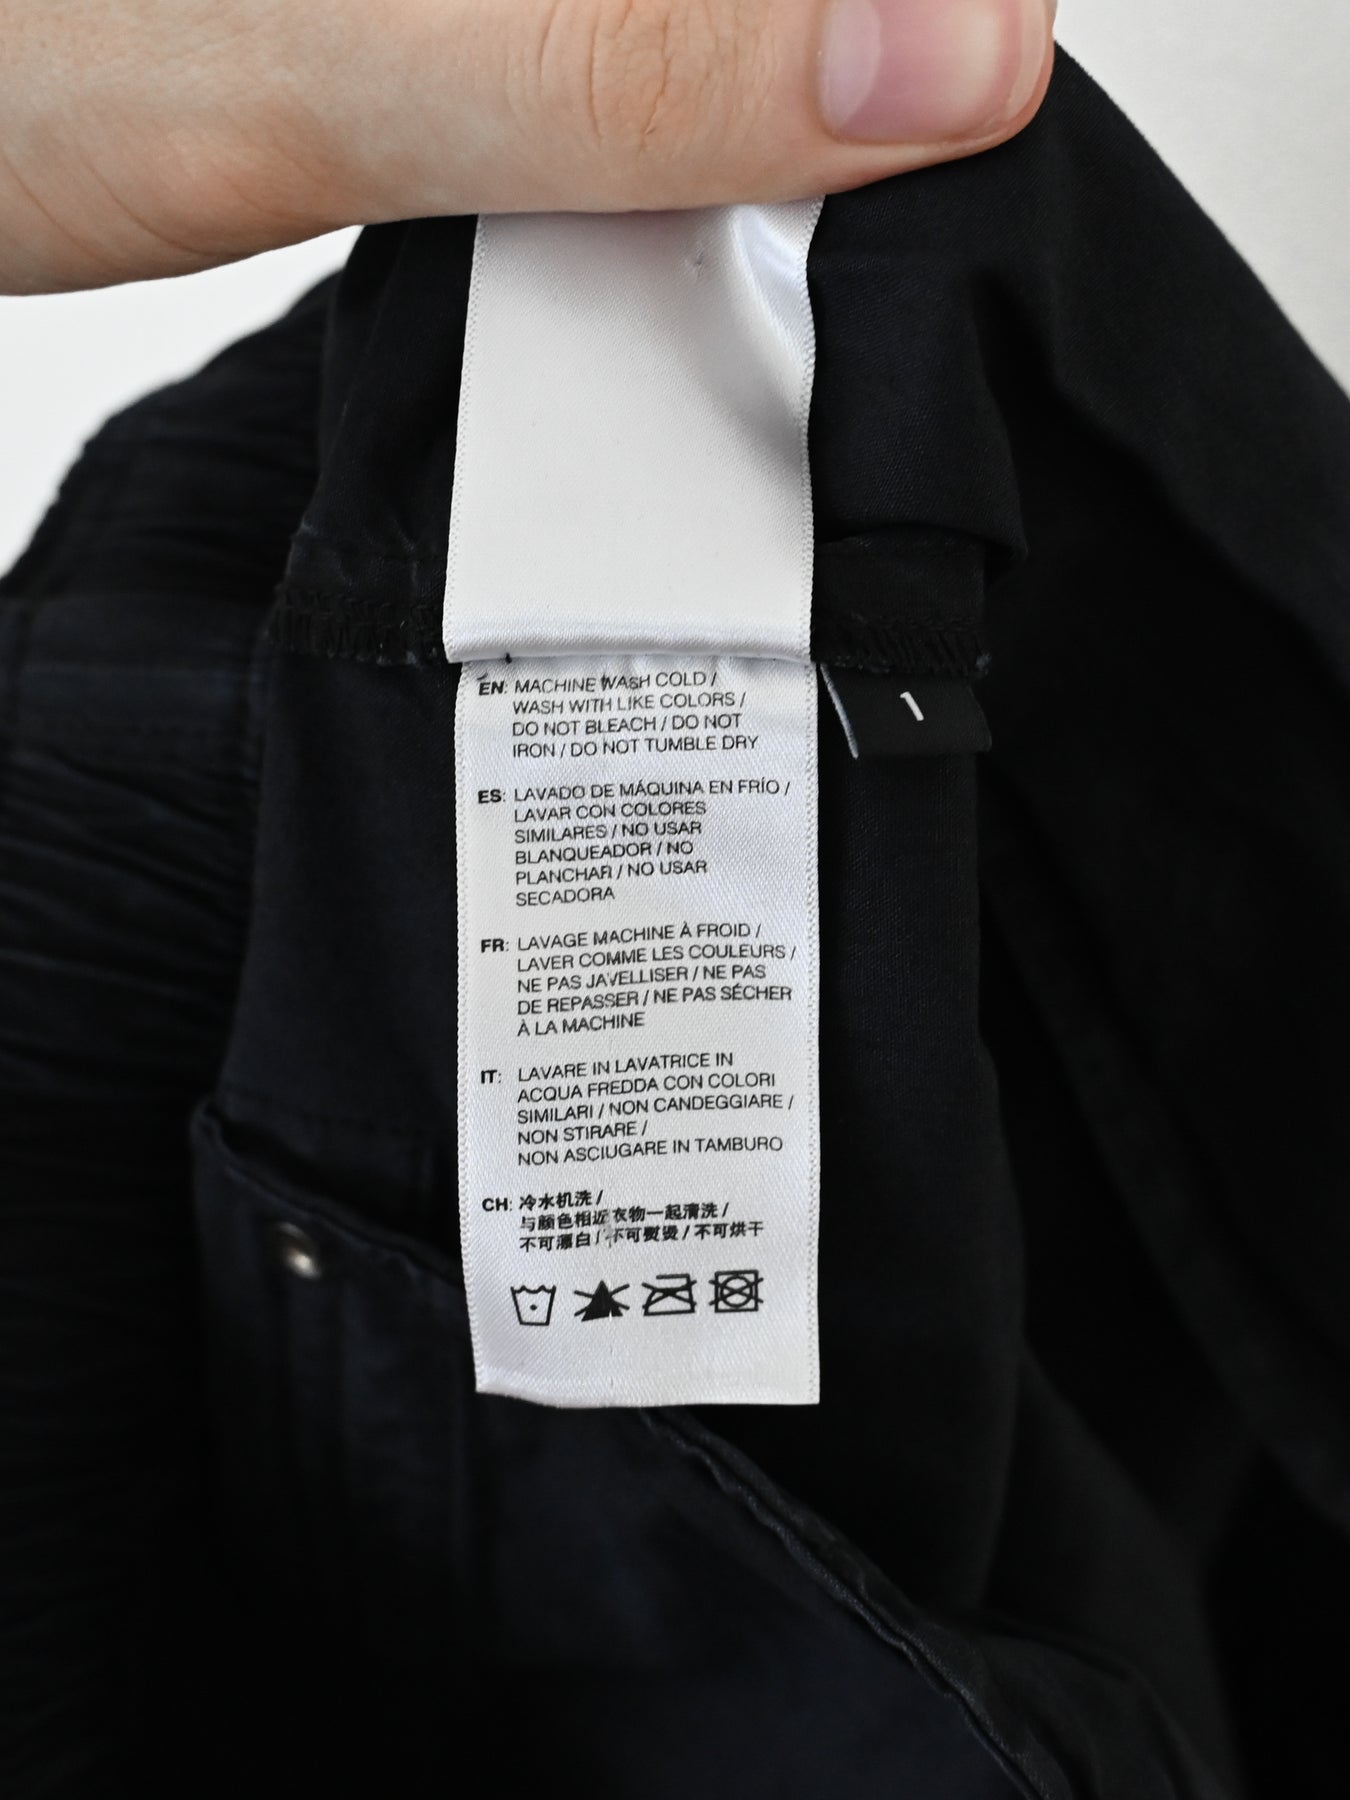 EN: MACHINE WASH COLD /
WASH WITH LIKE COLORS /
DO NOT BLEACH / DO NOT
IRON / DO NOT TUMBLE DRY
1
ES: LAVADO DE MÁQUINA EN FRÍO /
LAVAR CON COLORES
SIMILARES / NO USAR
BLANQUEADOR / NO
PLANCHAR / NO USAR
SECADORA
FR: LAVAGE MACHINE À FROID /
LAVER COMME LES COULEURS /
NE PAS JAVELLISER / NE PAS
DE REPASSER / NE PAS SÉCHER
À LA MACHINE
IT: LAVARE IN LAVATRICE IN
ACQUA FREDDA CON COLORI
SIMILARI / NON CANDEGGIARE /
NON STIRARE /
NON ASCIUGARE IN TAMBURO
CH: 冷水机洗 /
与颜色相近衣物一起清洗 /
不可漂白 / 不可熨烫 / 不可烘干